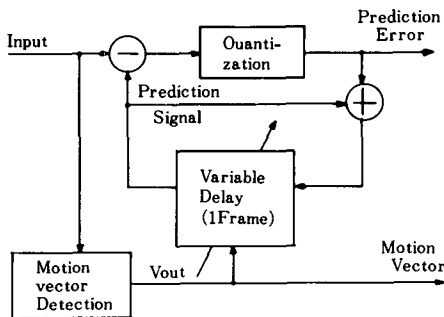 Input
Quanti-
zation
Prediction
Error
Prediction
Signal
Variable
Delay
(1Frame)
Motion
vector
Detection
Vout
Motion
Vector